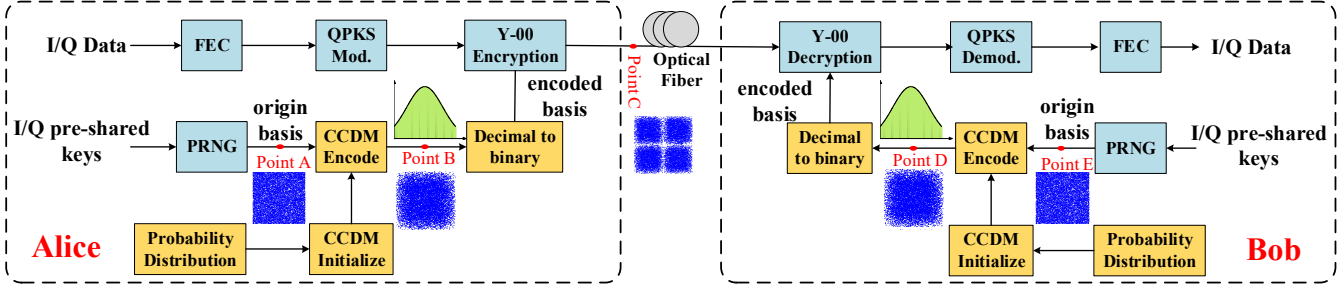 I/Q Data
FEC
QPKS
Mod.
Y-00
Encryption
Point C
Optical
Fiber
encoded
basis
I/Q pre-shared
keys
PRNG
origin
basis
Point A
CCDM
Encode
Point B
Decimal to
binary
Alice
Probability
Distribution
CCDM
Initialize
Y-00
Decryption
QPKS
Demod.
FEC
I/Q Data
encoded
basis
Decimal
to binary
Point D
CCDM
Encode
origin
basis
Point E
PRNG
I/Q pre-shared
keys
CCDM
Initialize
Probability
Distribution
Bob